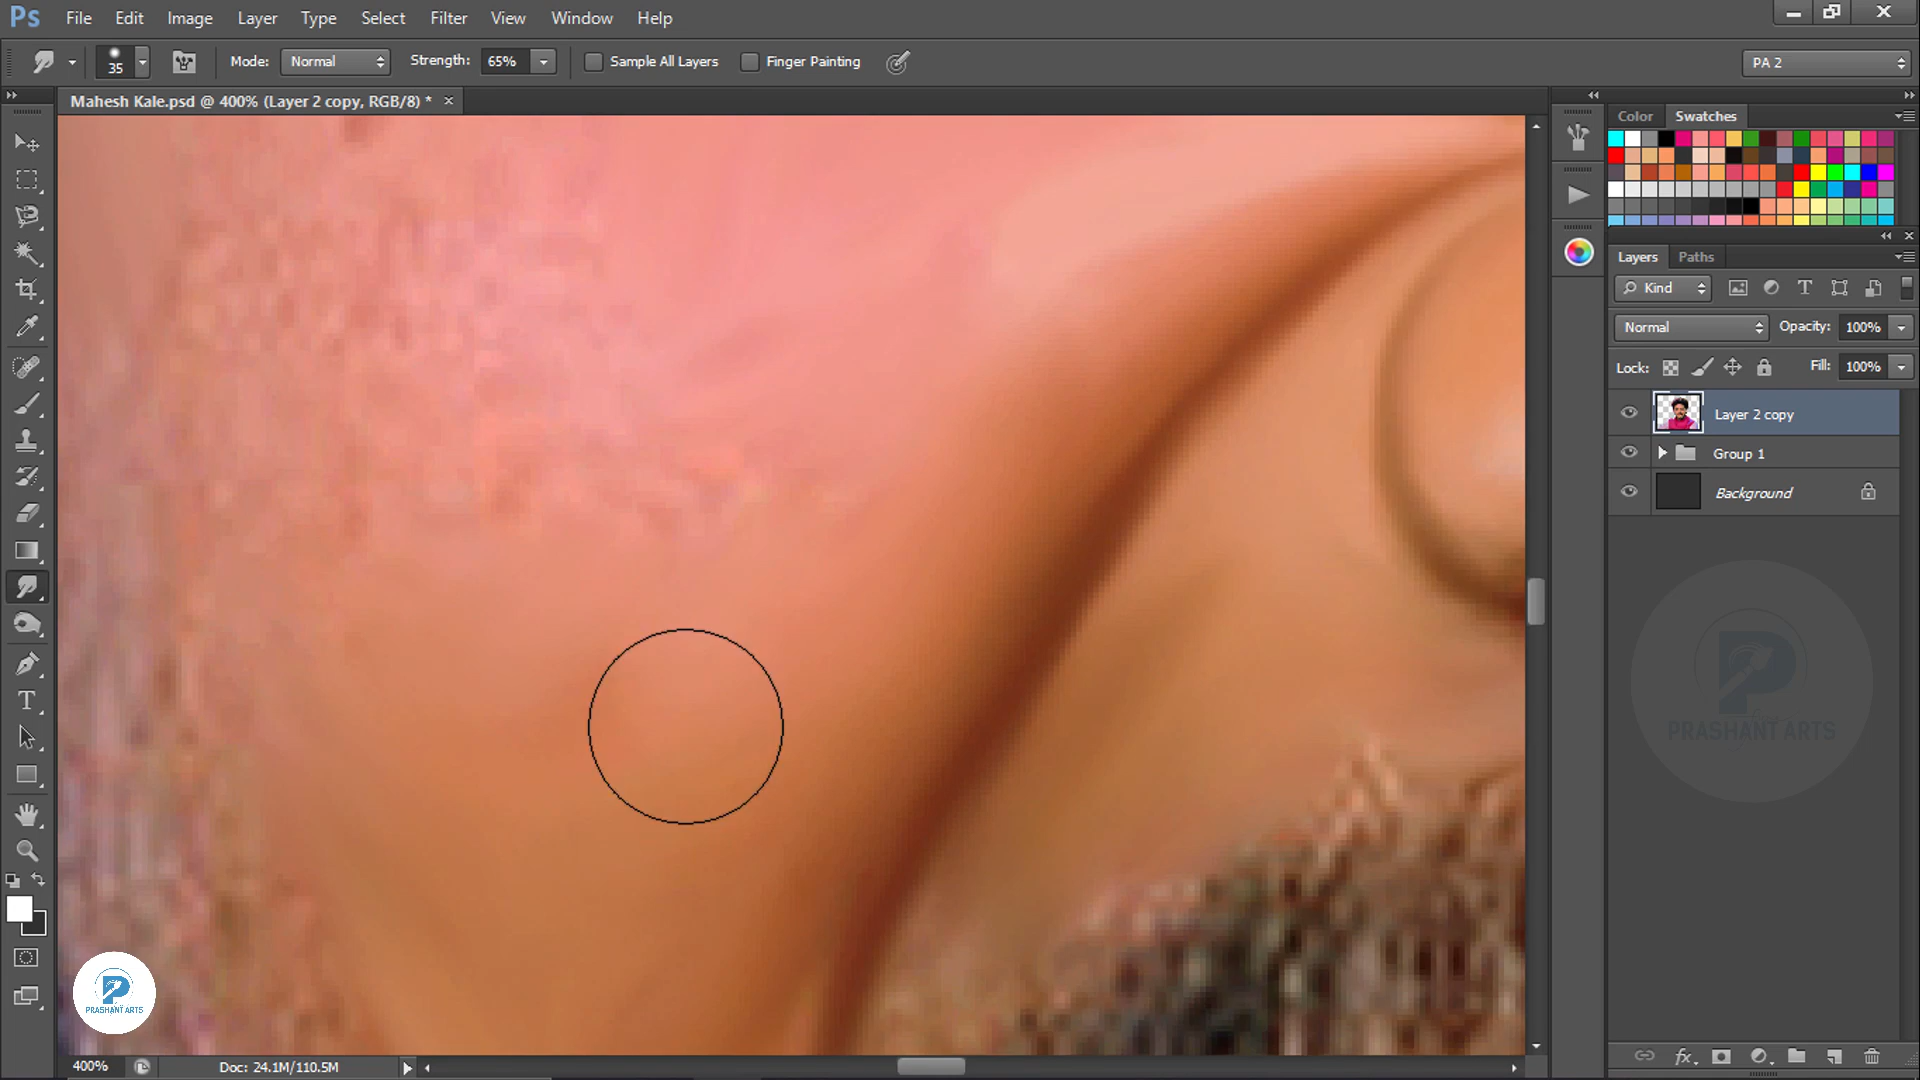 Ps File Edit Image Layer Type Select Filter View Window Help
35 Mode: Normal Strength: 65% Sample All Layers Finger Painting PA 2
Mahesh Kale.psd @ 400% (Layer 2 copy, RGB/8) * ×
Color Swatches
Layers Paths
Kind
Normal Opacity: 100%
Lock: Fill: 100%
Layer 2 copy
Group 1
Background
PRASHANT ARTS
PRASHANT ARTS
400% Doc: 24.1M/110.5M